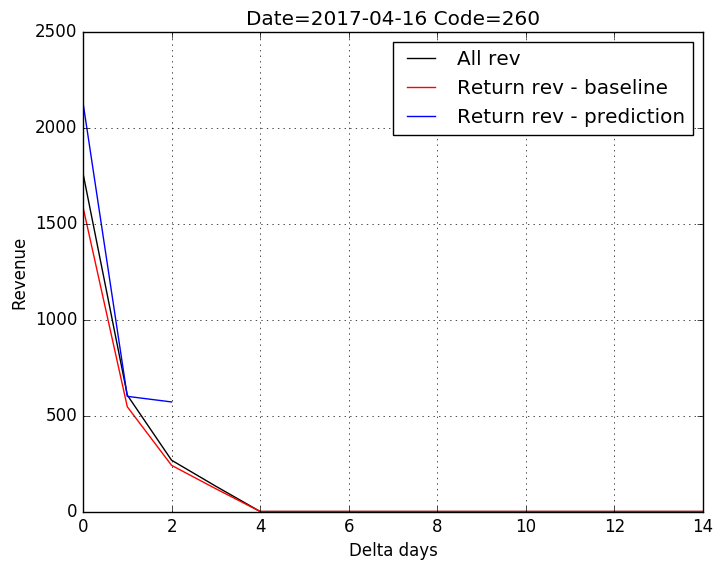 Date=2017-04-16 Code=260
2500
2000
1500
1000
500
0
Revenue
All rev
Return rev - baseline
Return rev - prediction
0 2 4 6 8 10 12 14
Delta days